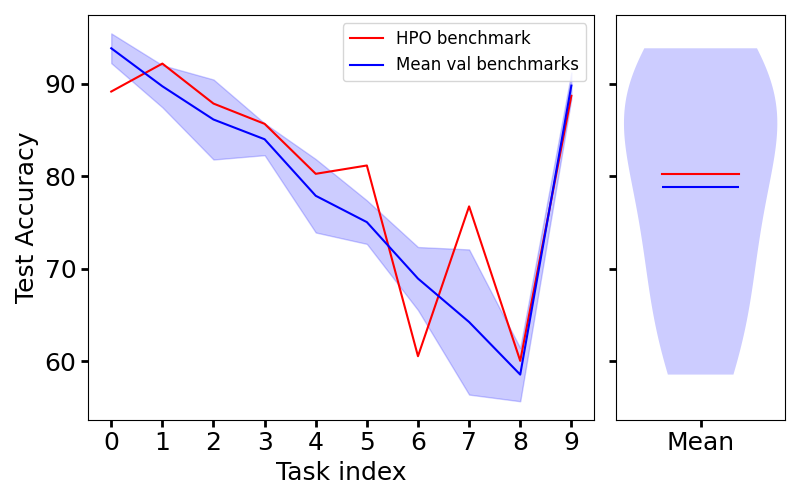 HPO benchmark
Mean val benchmarks
Test Accuracy
90
80
70
60
0 1 2 3 4 5 6 7 8 9
Task index
Mean